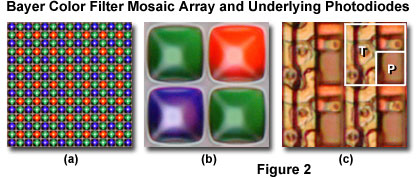 Bayer Color Filter Mosaic Array and Underlying Photodiodes
T
P
(a)
(b)
(c)
Figure 2